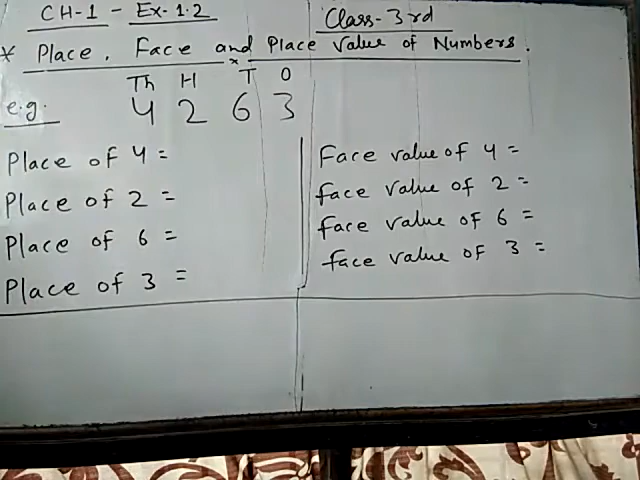 CH-1 - Ex-1.2
Class-3rd
* Place, Face and Place Value of Numbers.
Th H T O
e.g. 4 2 6 3
Place of 4 =
Place of 2 =
Place of 6 =
Place of 3 =
Face value of 4 =
face value of 2 =
face value of 6 =
face value of 3 =